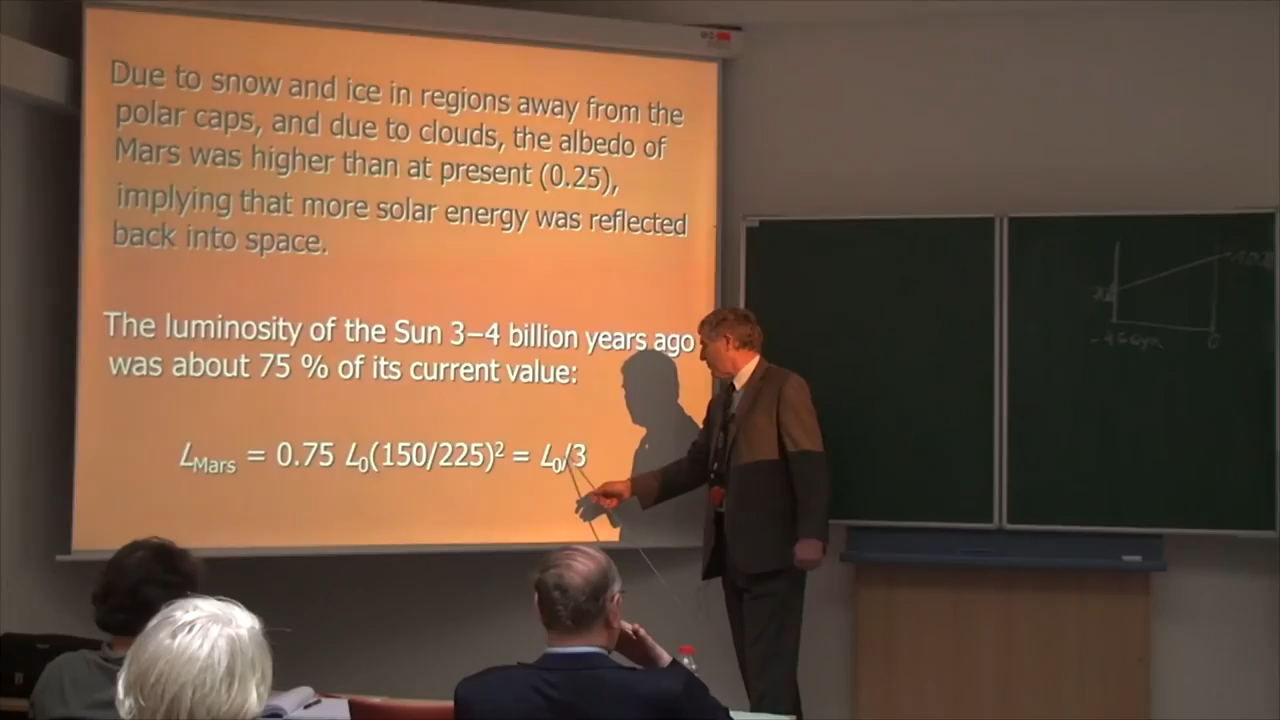 Due to snow and ice in regions away from the
polar caps, and due to clouds, the albedo of
Mars was higher than at present (0.25),
implying that more solar energy was reflected
back into space.
The luminosity of the Sun 3–4 billion years ago
was about 75 % of its current value:
L_Mars = 0.75 L₀(150/225)² = L₀/3
0